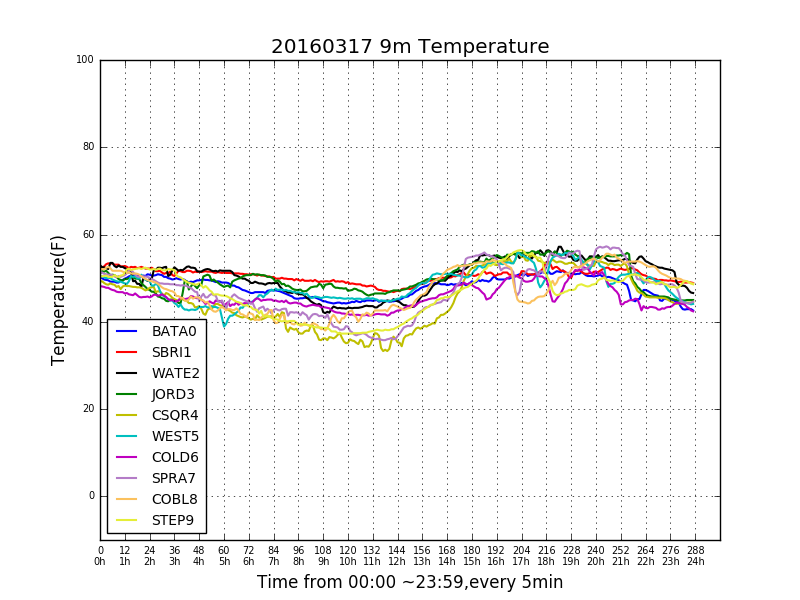 20160317 9m Temperature
100
80
60
40
20
0
Temperature(F)
BATA0
SBRI1
WATE2
JORD3
CSQR4
WEST5
COLD6
SPRA7
COBL8
STEP9
0 12 24 36 48 60 72 84 96 108 120 132 144 156 168 180 192 204 216 228 240 252 264 276 288
0h 1h 2h 3h 4h 5h 6h 7h 8h 9h 10h 11h 12h 13h 14h 15h 16h 17h 18h 19h 20h 21h 22h 23h 24h
Time from 00:00 ~23:59,every 5min